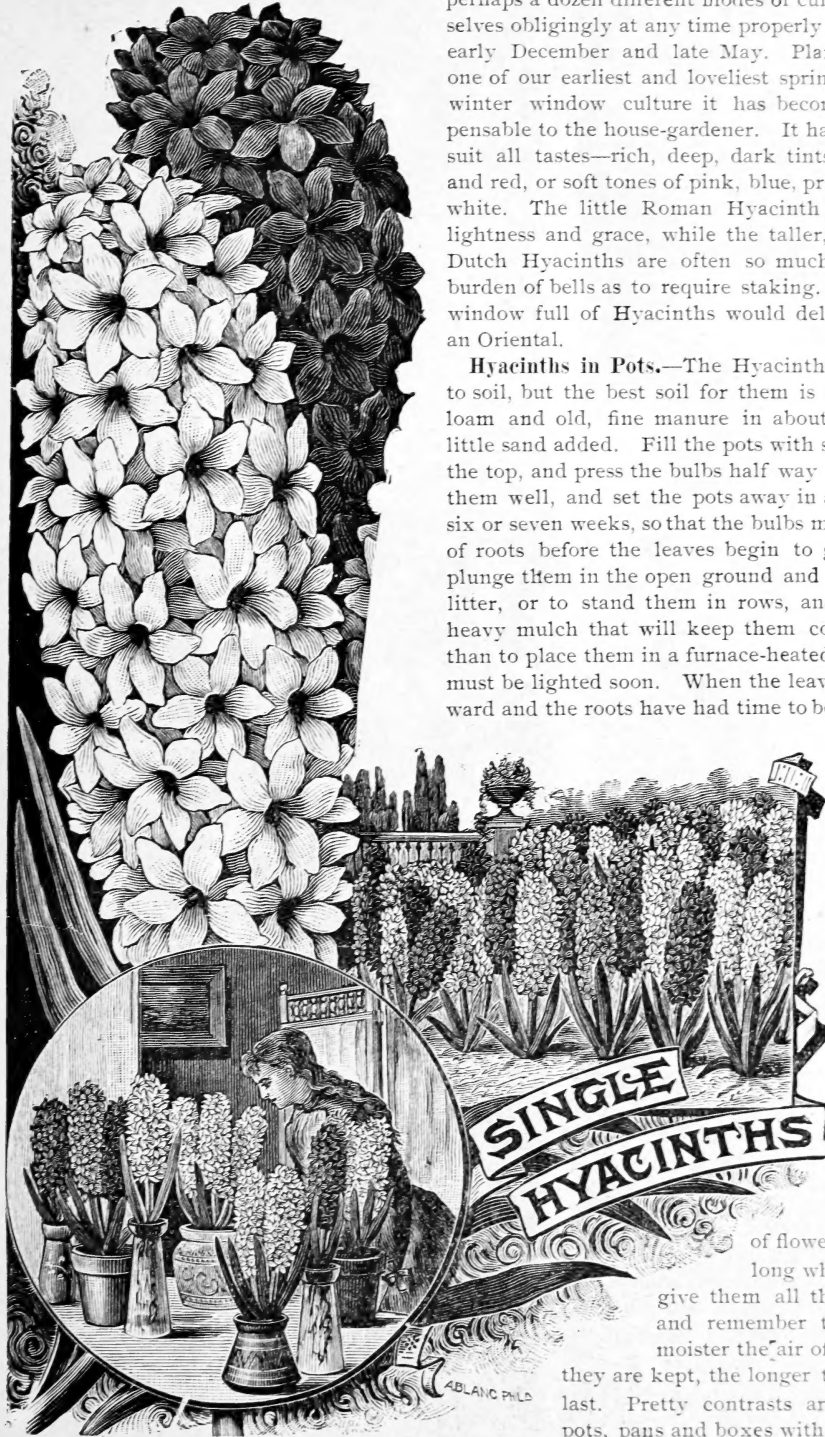 selves obligingly at any time properly
early December and late May. Pla
one of our earliest and loveliest sprin
winter window culture it has becom
pensable to the house-gardener. It ha
suit all tastes—rich, deep, dark tints
and red, or soft tones of pink, blue, pr
white. The little Roman Hyacinth
lightness and grace, while the taller,
Dutch Hyacinths are often so much
burden of bells as to require staking.
window full of Hyacinths would del
an Oriental.
Hyacinths in Pots.—The Hyacinth
to soil, but the best soil for them is
loam and old, fine manure in about
little sand added. Fill the pots with s
the top, and press the bulbs half way
them well, and set the pots away in
six or seven weeks, so that the bulbs m
of roots before the leaves begin to g
plunge them in the open ground and
litter, or to stand them in rows, an
heavy mulch that will keep them co
than to place them in a furnace-heated
must be lighted soon. When the leav
ward and the roots have had time to be
SINGLE
HYACINTHS
of flowe
long wh
give them all th
and remember t
moister the air of
they are kept, the longer t
last. Pretty contrasts ar
pots, pans and boxes with
A.BLANC PHILA